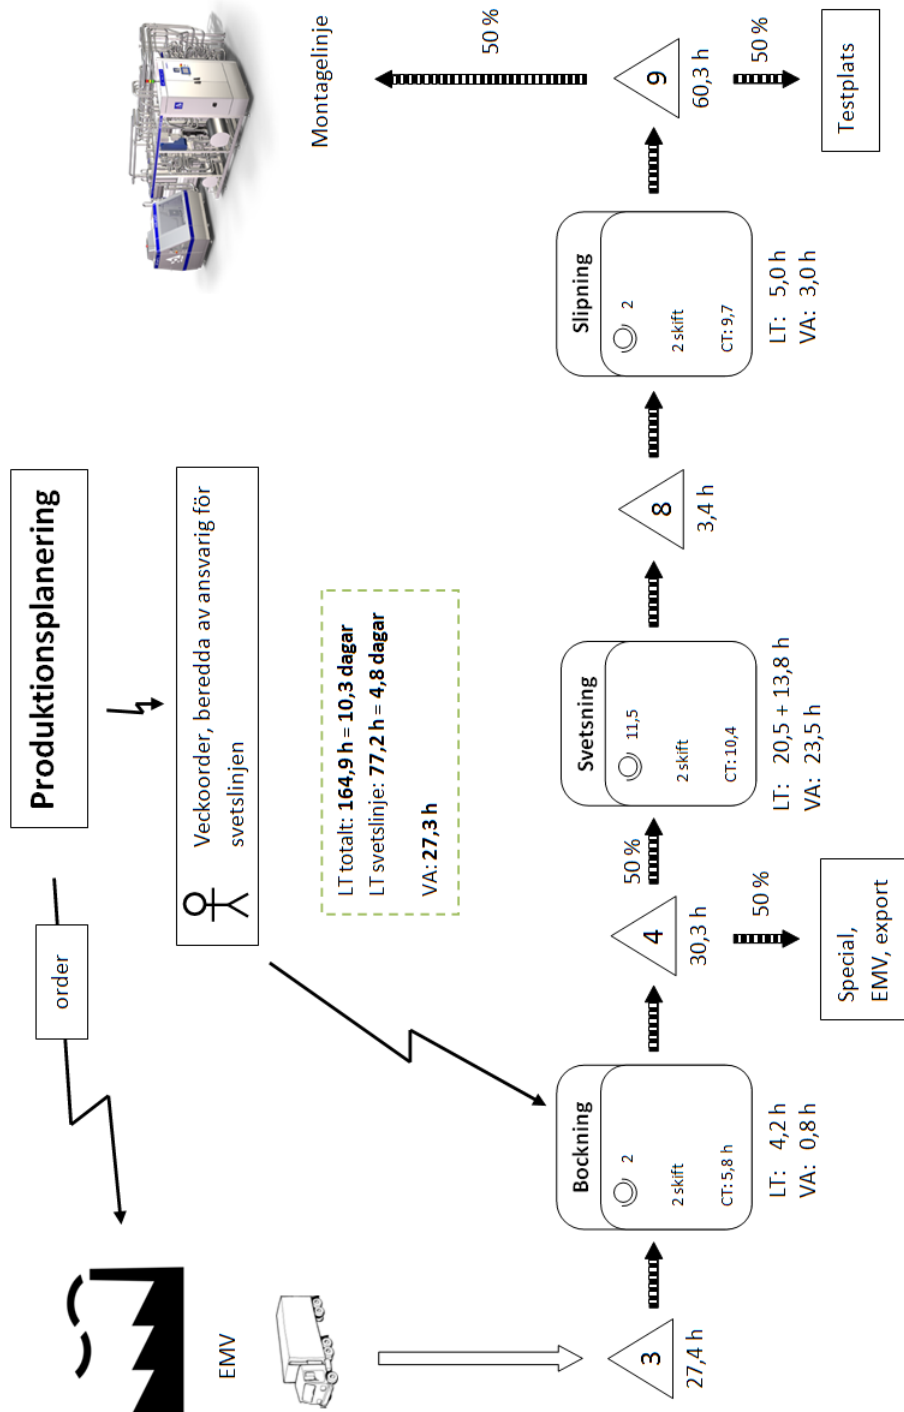 Produktionsplanering
order
Veckoorder, beredda av ansvarig för
svetslinjen
EMV
Montagelinje
LT totalt: 164,9 h = 10,3 dagar
LT svetslinje: 77,2 h = 4,8 dagar
VA: 27,3 h
3
27,4 h
Bockning
2
2 skift
CT: 5,8 h
LT: 4,2 h
VA: 0,8 h
4
30,3 h
50 %
50 %
Special,
EMV, export
Svetsning
11,5
2 skift
CT: 10,4
LT: 20,5 + 13,8 h
VA: 23,5 h
8
3,4 h
Slipning
2
2 skift
CT: 9,7
LT: 5,0 h
VA: 3,0 h
9
60,3 h
50 %
50 %
Testplats